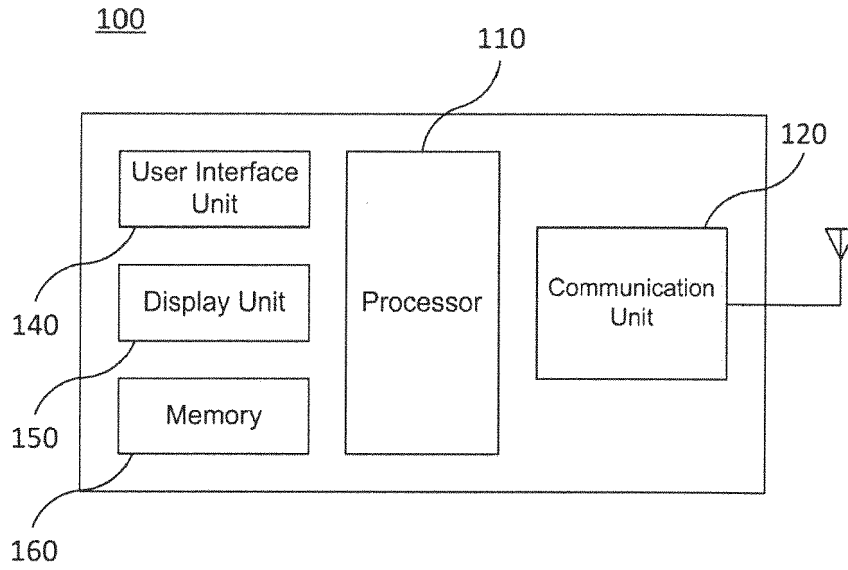 100
110
120
User Interface
Unit
140
Display Unit
150
Memory
160
Processor
Communication
Unit